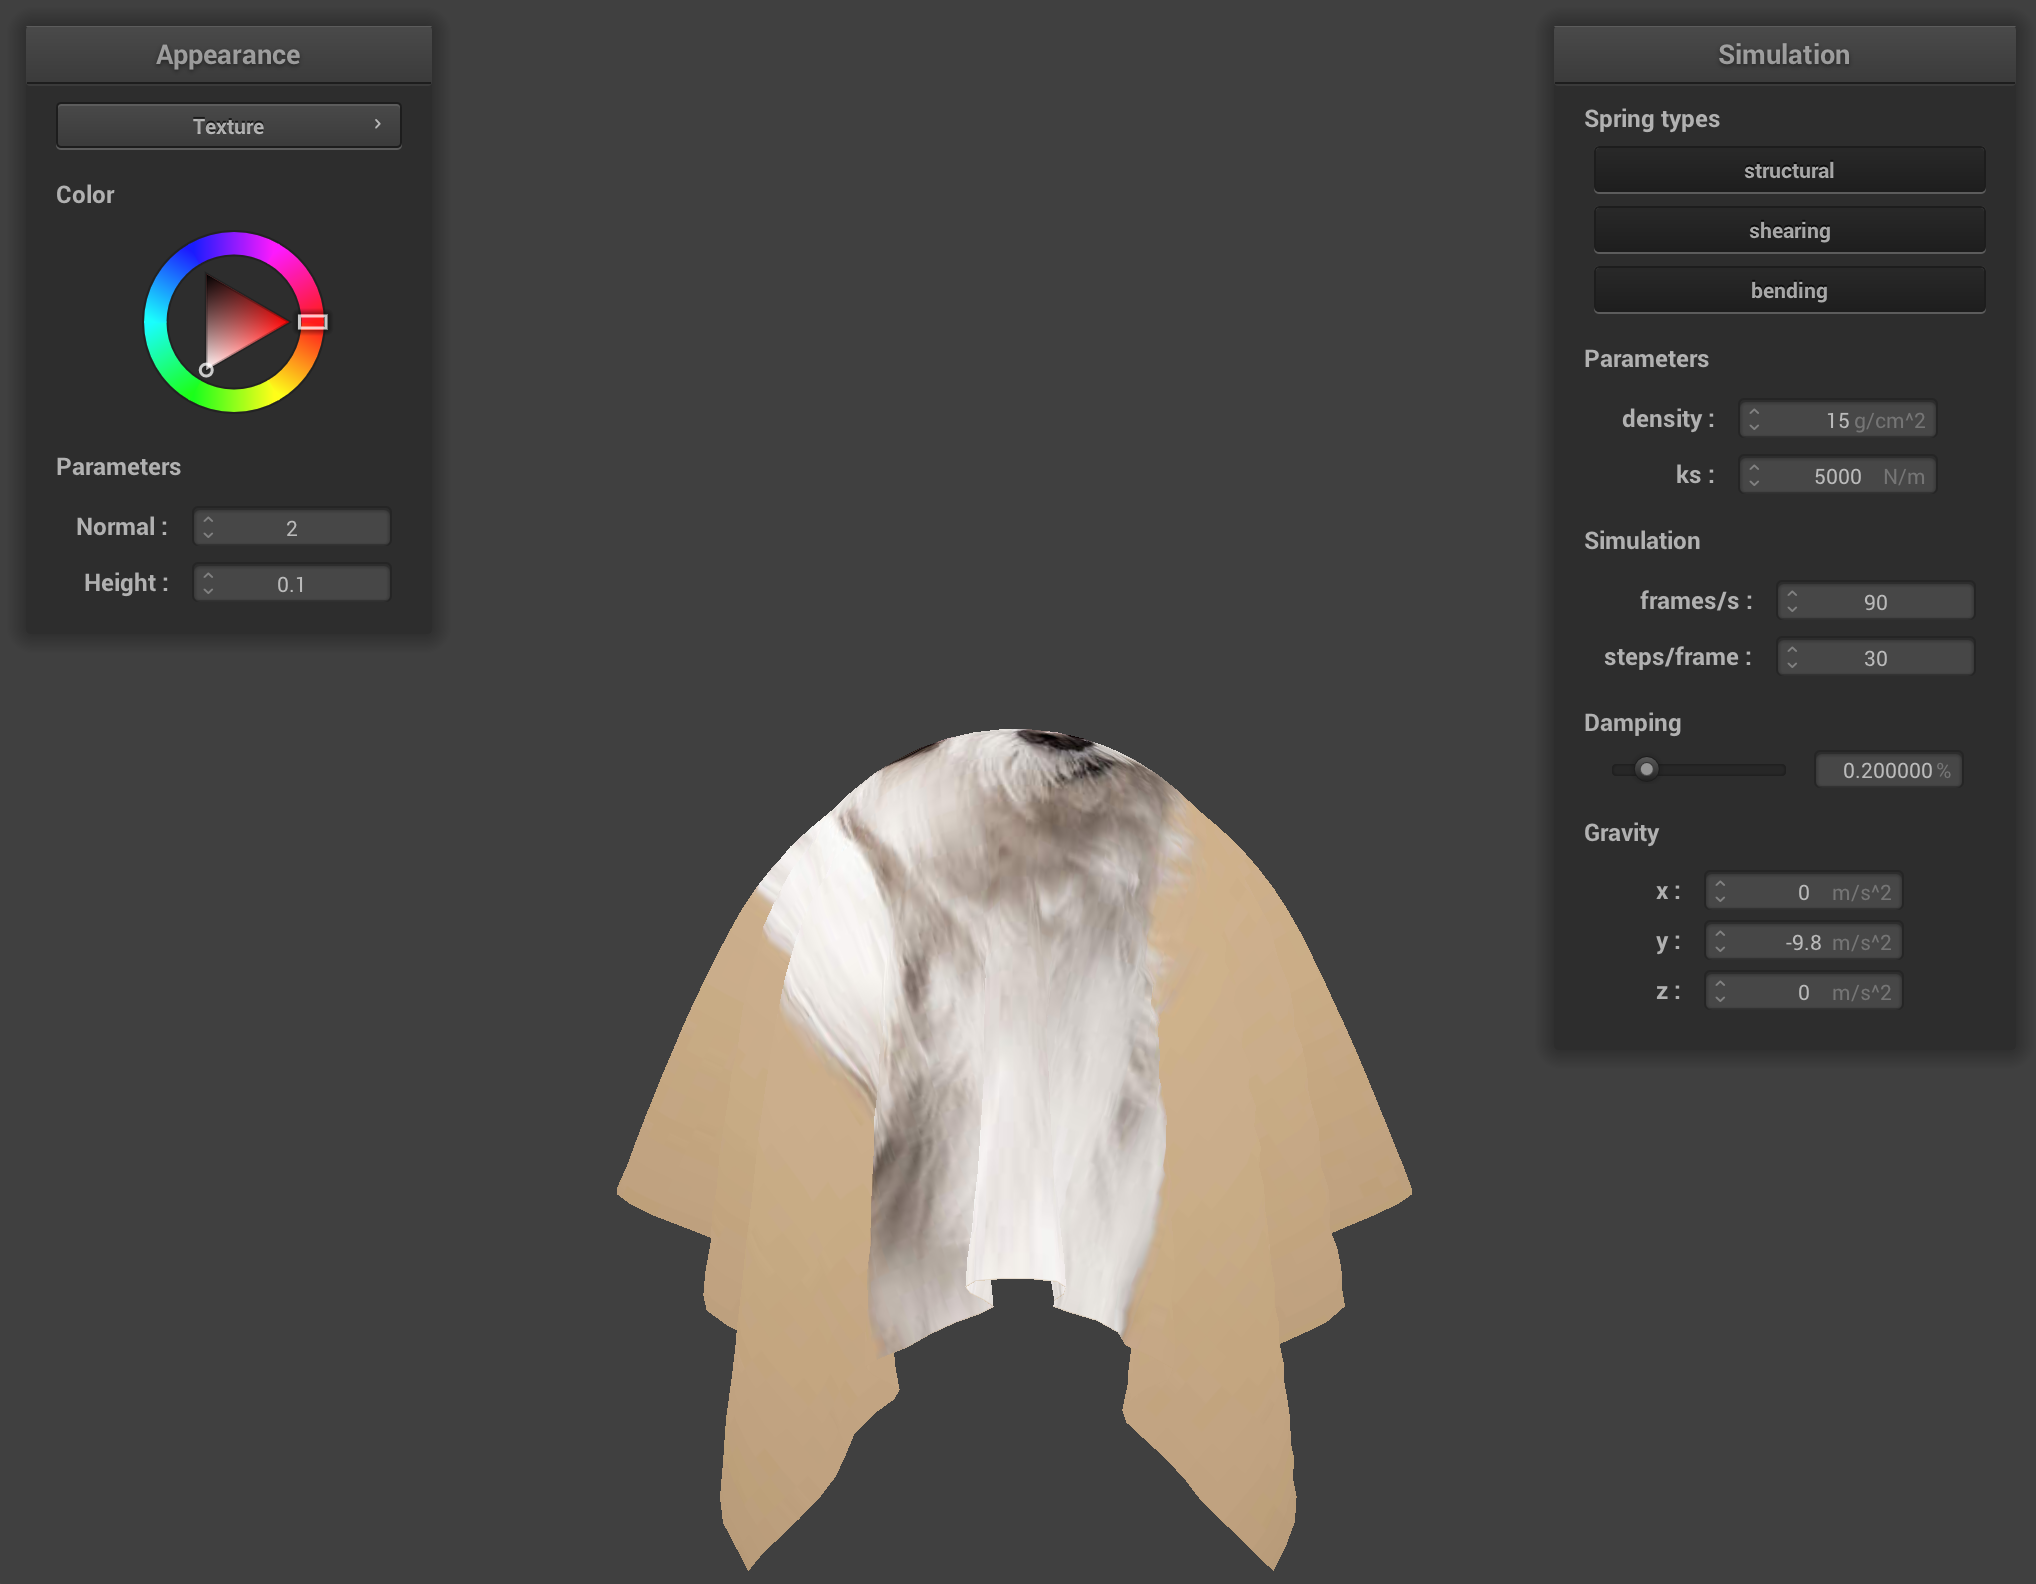 Appearance
Texture
Color
Parameters
Normal : 2
Height : 0.1
Simulation
Spring types
structural
shearing
bending
Parameters
density : 15 g/cm^2
ks : 5000 N/m
Simulation
frames/s : 90
steps/frame : 30
Damping
0.200000 %
Gravity
x : 0 m/s^2
y : -9.8 m/s^2
z : 0 m/s^2